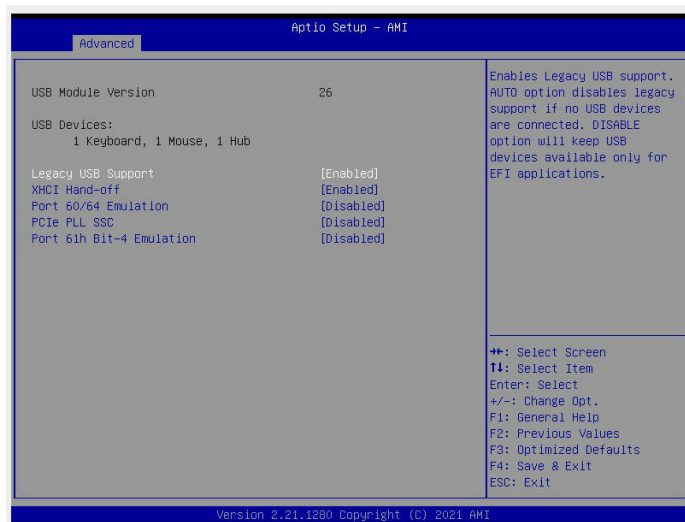 Aptio Setup – AMI
Advanced
USB Module Version 26
USB Devices:
1 Keyboard, 1 Mouse, 1 Hub
Legacy USB Support [Enabled]
XHCI Hand-off [Enabled]
Port 60/64 Emulation [Disabled]
PCIe PLL SSC [Disabled]
Port 61h Bit-4 Emulation [Disabled]
Enables Legacy USB support.
AUTO option disables legacy
support if no USB devices
are connected. DISABLE
option will keep USB
devices available only for
EFI applications.
→←: Select Screen
↑↓: Select Item
Enter: Select
+/-: Change Opt.
F1: General Help
F2: Previous Values
F3: Optimized Defaults
F4: Save & Exit
ESC: Exit
Version 2.21.1280 Copyright (C) 2021 AMI